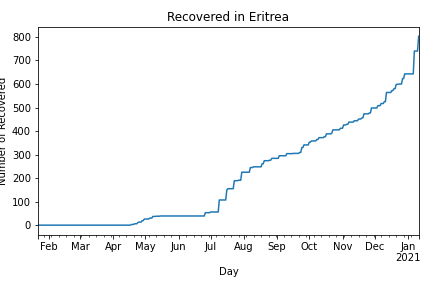 Recovered in Eritrea
Number of Recovered
800
700
600
500
400
300
200
100
0
Feb Mar Apr May Jun Jul Aug Sep Oct Nov Dec Jan
2021
Day